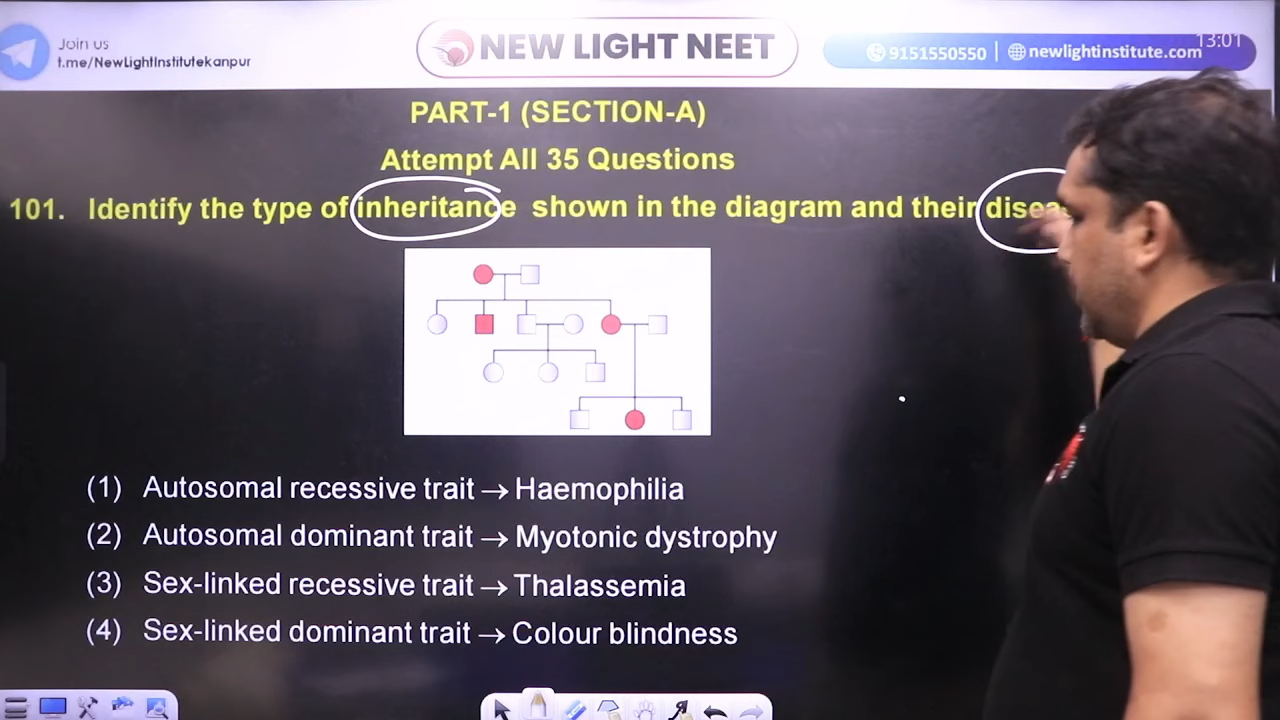 Join us
t.me/NewLightInstitutekanpur
NEW LIGHT NEET
9151550550 | newlightinstitute.com
13:01
PART-1 (SECTION-A)
Attempt All 35 Questions
101. Identify the type of inheritance shown in the diagram and their
(1) Autosomal recessive trait → Haemophilia
(2) Autosomal dominant trait → Myotonic dystrophy
(3) Sex-linked recessive trait → Thalassemia
(4) Sex-linked dominant trait → Colour blindness